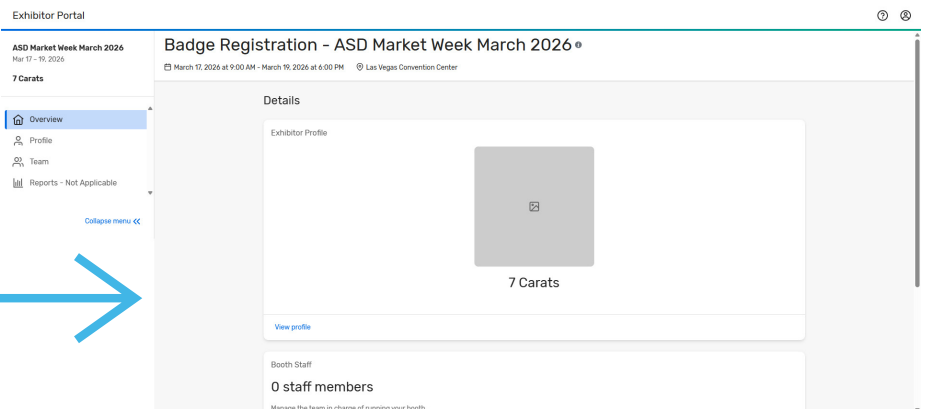 Exhibitor Portal
ASD Market Week March 2026
Mar 17 - 19, 2026
7 Carats
Overview
Profile
Team
Reports - Not Applicable
Collapse menu
Badge Registration - ASD Market Week March 2026
March 17, 2026 at 9:00 AM - March 19, 2026 at 6:00 PM
Las Vegas Convention Center
Details
Exhibitor Profile
7 Carats
View profile
Booth Staff
0 staff members
Manage the team in charge of running your booth